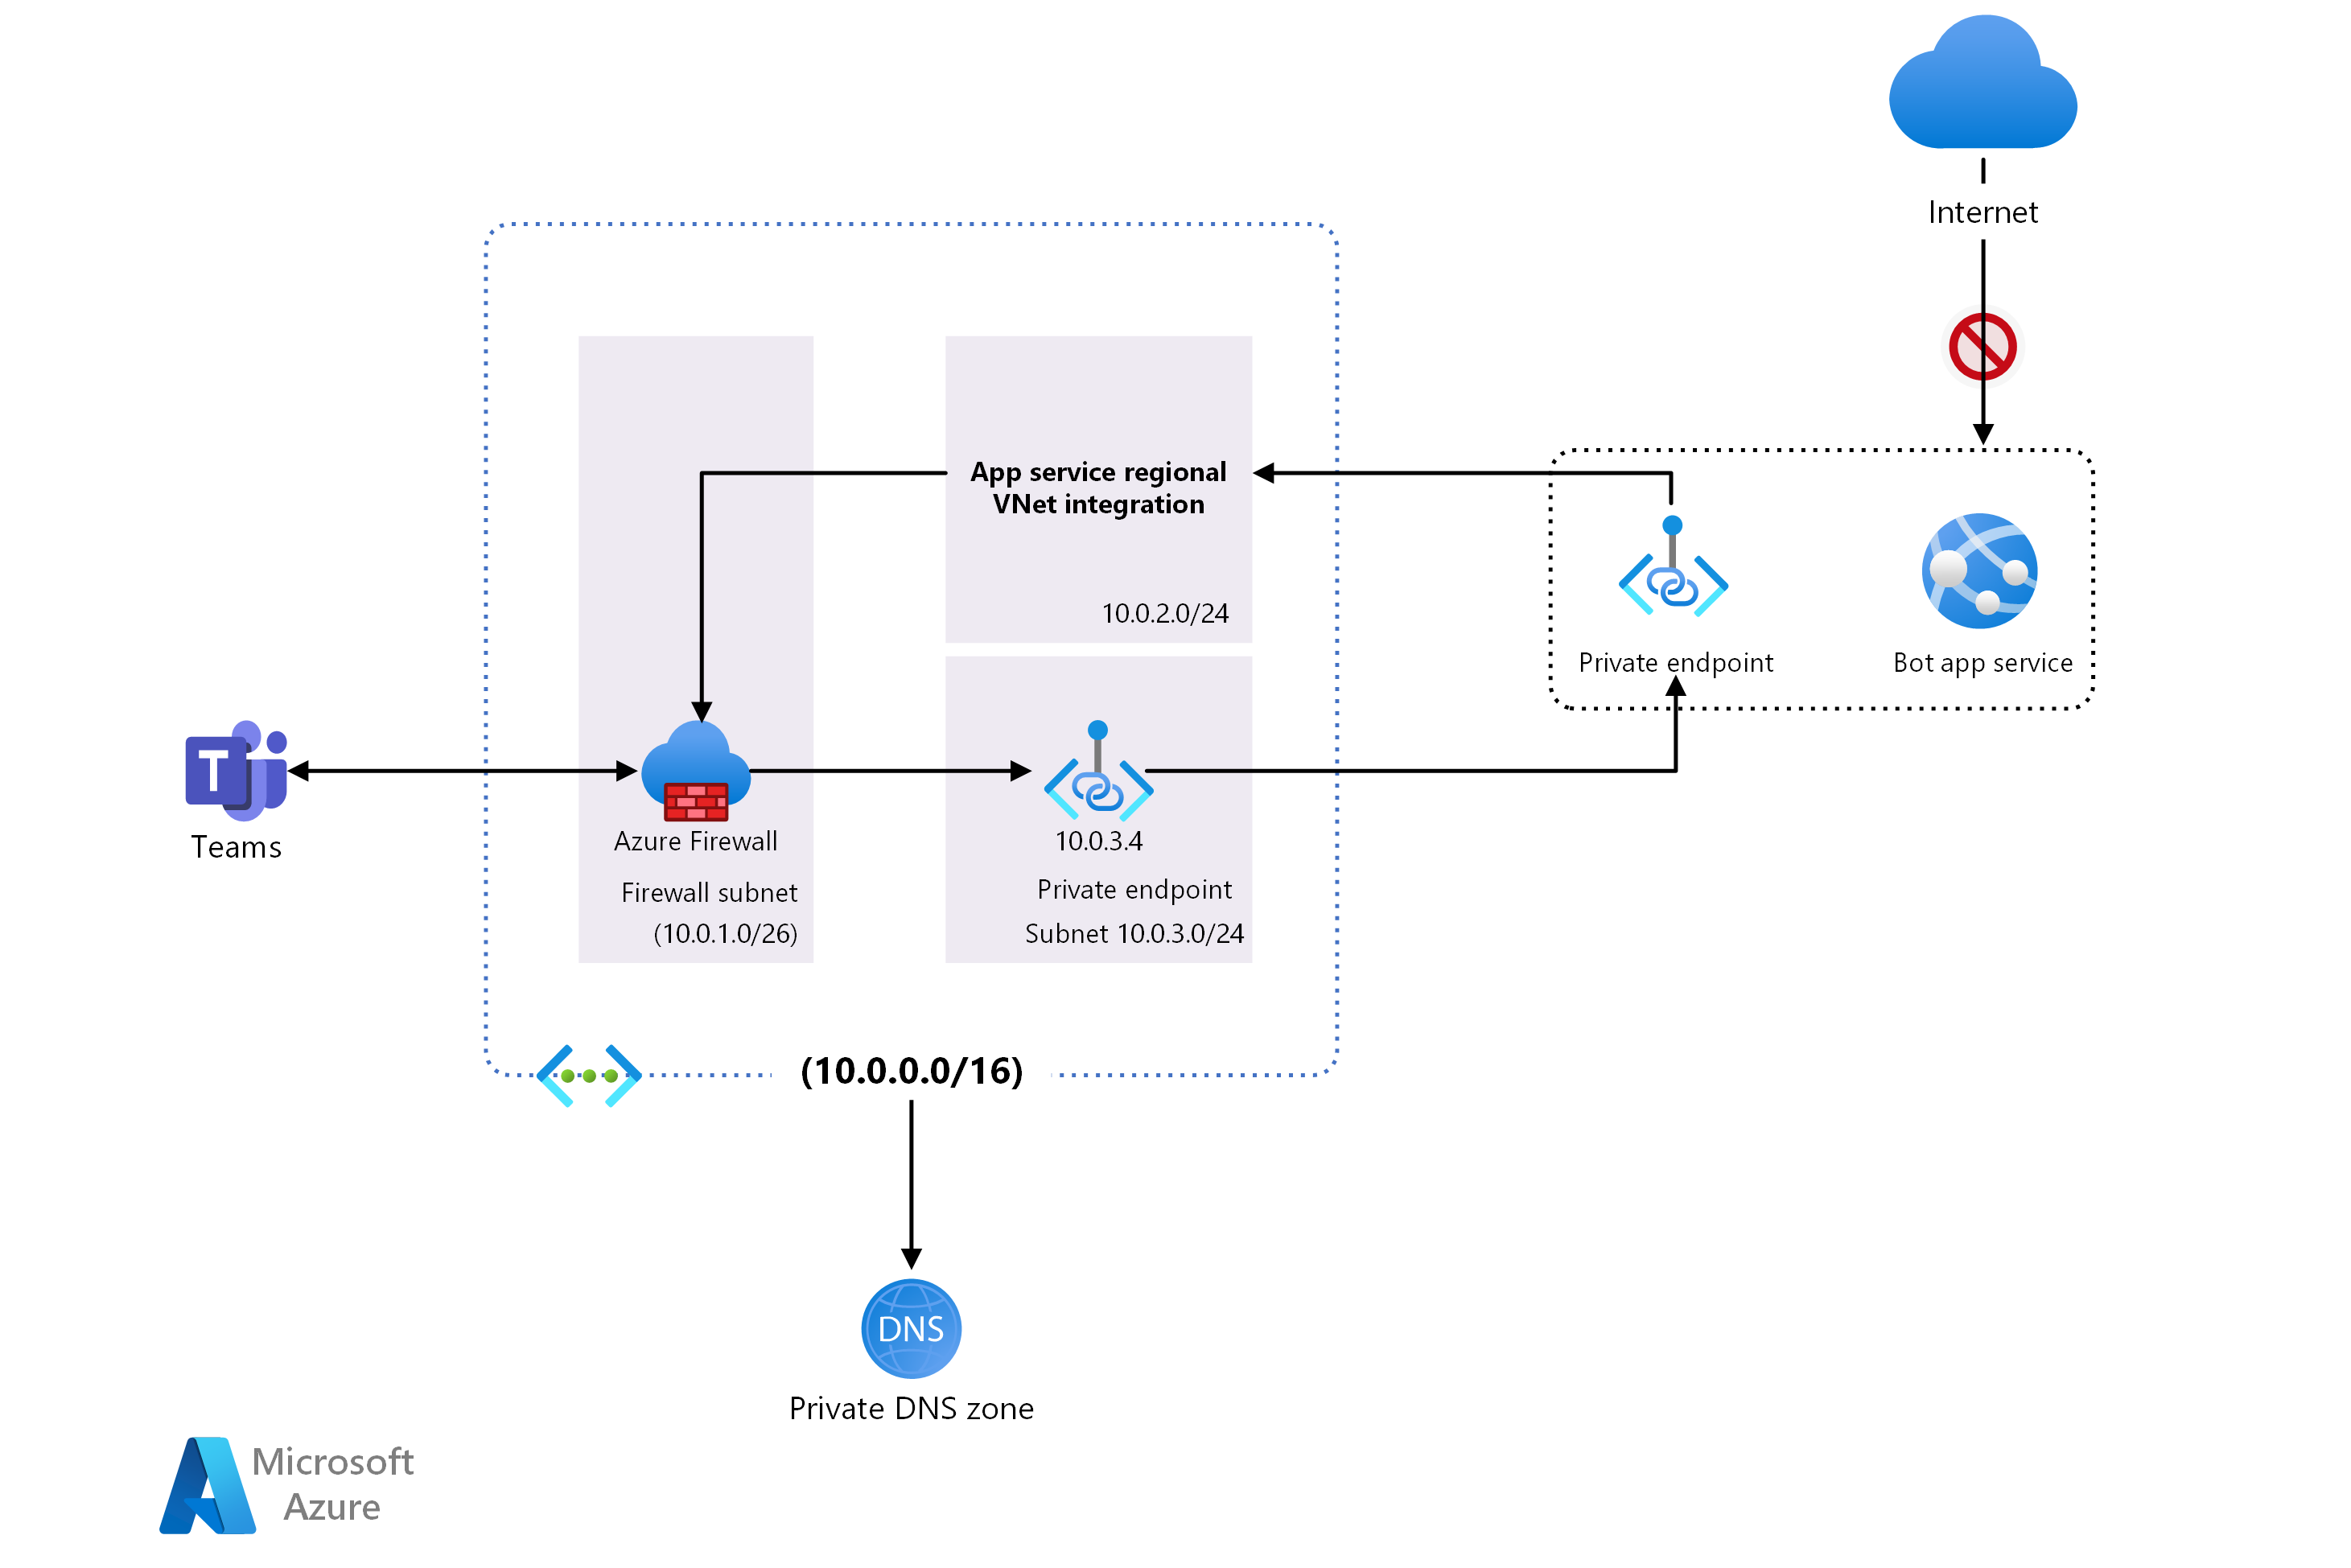 Internet
App service regional
VNet integration
10.0.2.0/24
Private endpoint
Bot app service
T
Teams
Azure Firewall
Firewall subnet
(10.0.1.0/26)
10.0.3.4
Private endpoint
Subnet 10.0.3.0/24
(10.0.0.0/16)
DNS
Private DNS zone
Microsoft
Azure